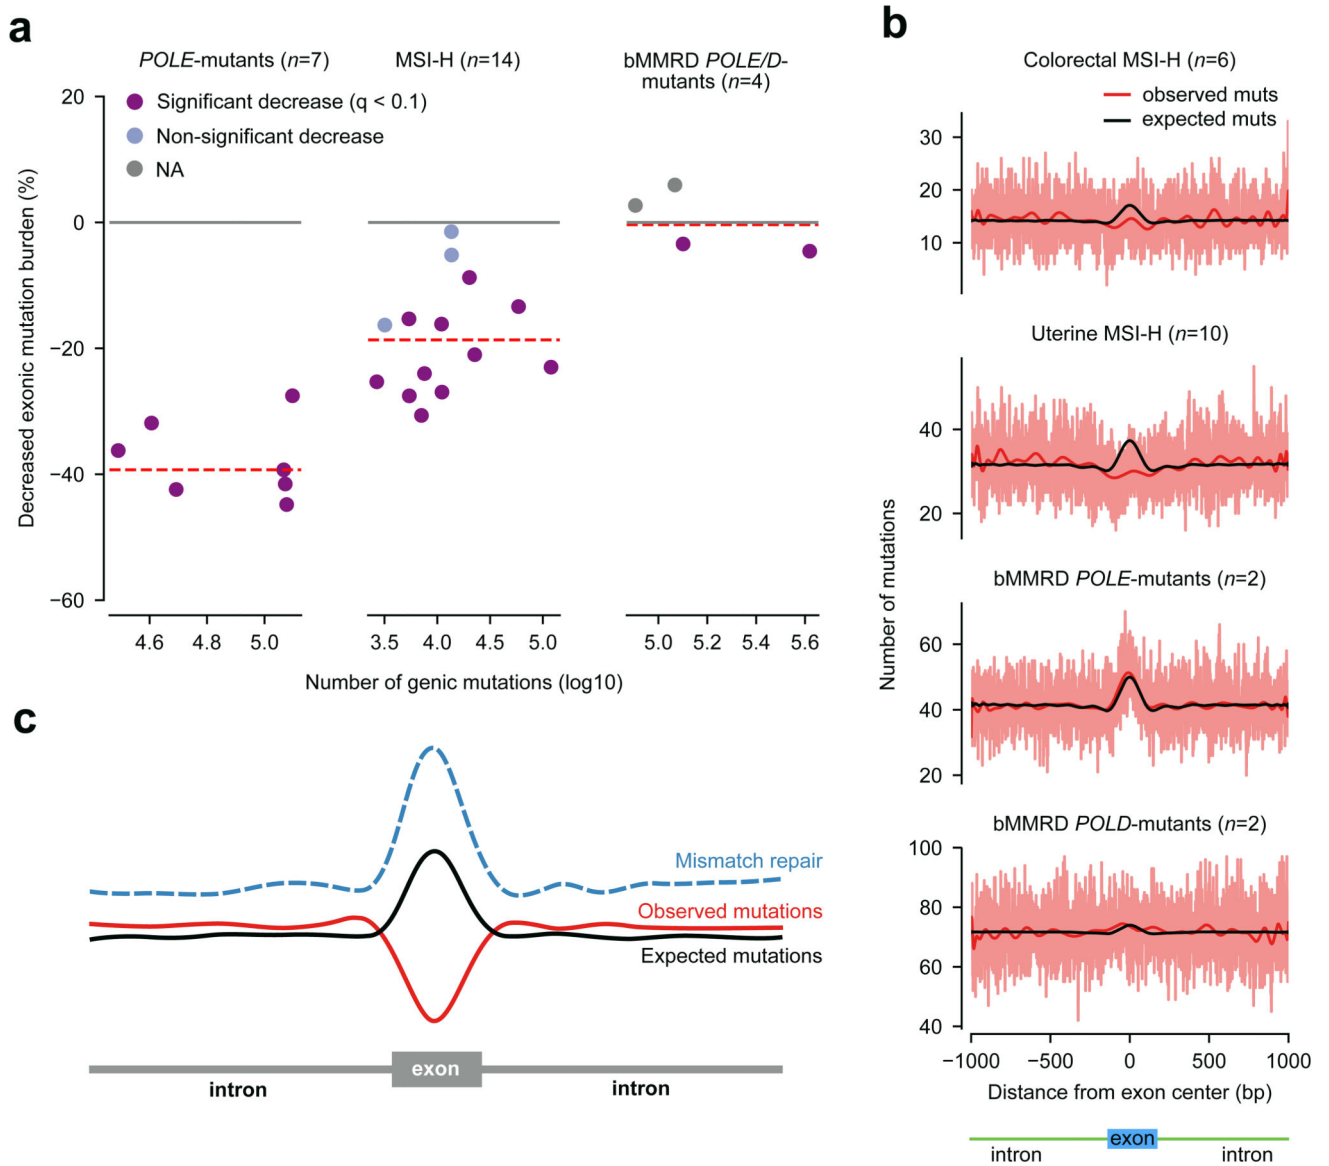 a
POLE-mutants (n=7)
MSI-H (n=14)
bMMRD POLE/D-
mutants (n=4)
Significant decrease (q < 0.1)
Non-significant decrease
NA
Decreased exonic mutation burden (%)
20
0
−20
−40
−60
4.6 4.8 5.0
3.5 4.0 4.5 5.0
5.0 5.2 5.4 5.6
Number of genic mutations (log10)
b
Colorectal MSI-H (n=6)
observed muts
expected muts
30
20
10
Uterine MSI-H (n=10)
40
20
Number of mutations
bMMRD POLE-mutants (n=2)
60
40
20
bMMRD POLD-mutants (n=2)
100
80
60
40
−1000 −500 0 500 1000
Distance from exon center (bp)
exon
intron intron
c
Mismatch repair
Observed mutations
Expected mutations
exon
intron intron